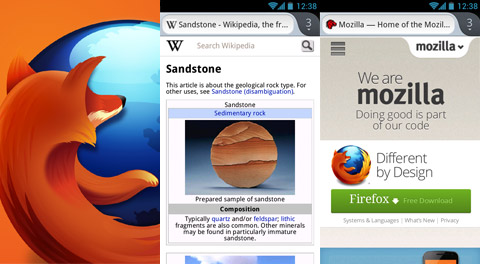 12:38
Sandstone - Wikipedia, the fr...
3
W
Search Wikipedia
Sandstone
This article is about the geological rock type. For
other uses, see Sandstone (disambiguation).
Sandstone
Sedimentary rock
Prepared sample of sandstone
Composition
Typically quartz and/or feldspar; lithic
fragments are also common. Other minerals
may be found in particularly immature
sandstone.
12:38
Mozilla — Home of the Mozil...
3
mozilla
We are
mozilla
Doing good is part
of our code
Different
by Design
Firefox Free Download
Systems & Languages | What's New | Privacy